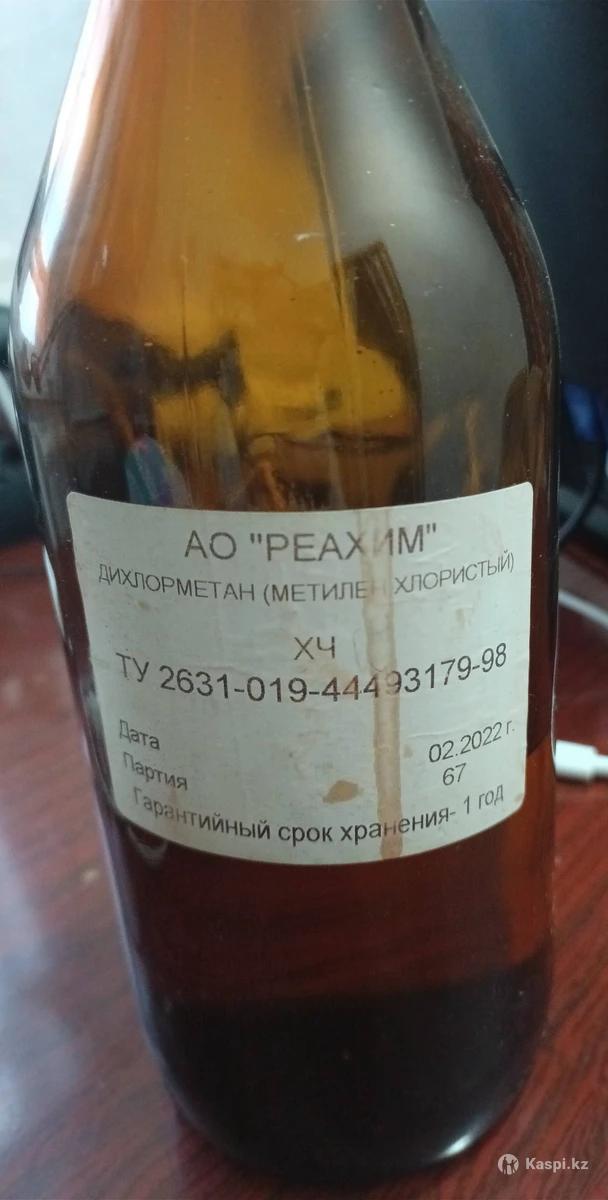 АО "РЕАХИМ"
ДИХЛОРМЕТАН (МЕТИЛЕН ХЛОРИСТЫЙ)
ХЧ
ТУ 2631-019-44493179-98
Дата 02.2022 г.
Партия 67
Гарантийный срок хранения- 1 год
Kaspi.kz